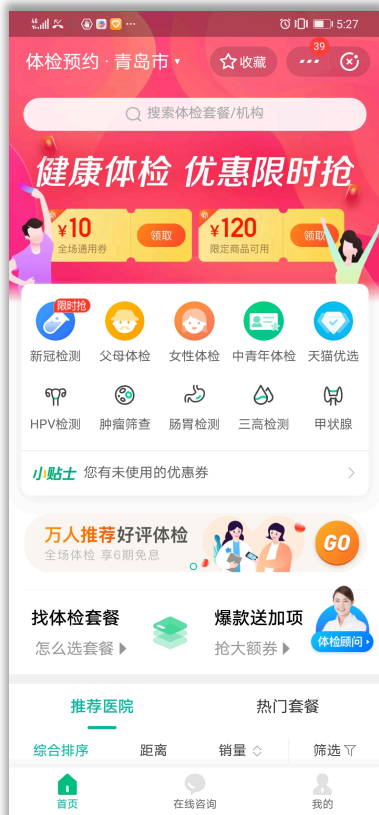 5:27
体检预约·青岛市
收藏
39
搜索体检套餐/机构
健康体检 优惠限时抢
¥10
全场通用券
领取
¥120
限定商品可用
领取
限时抢
新冠检测 父母体检 女性体检 中青年体检 天猫优选
HPV检测 肿瘤筛查 肠胃检测 三高检测 甲状腺
小贴士 您有未使用的优惠券
万人推荐好评体检
全场体检 享6期免息
GO
找体检套餐
怎么选套餐
爆款送加项
抢大额券
体检顾问
推荐医院 热门套餐
综合排序 距离 销量 筛选
首页 在线咨询 我的